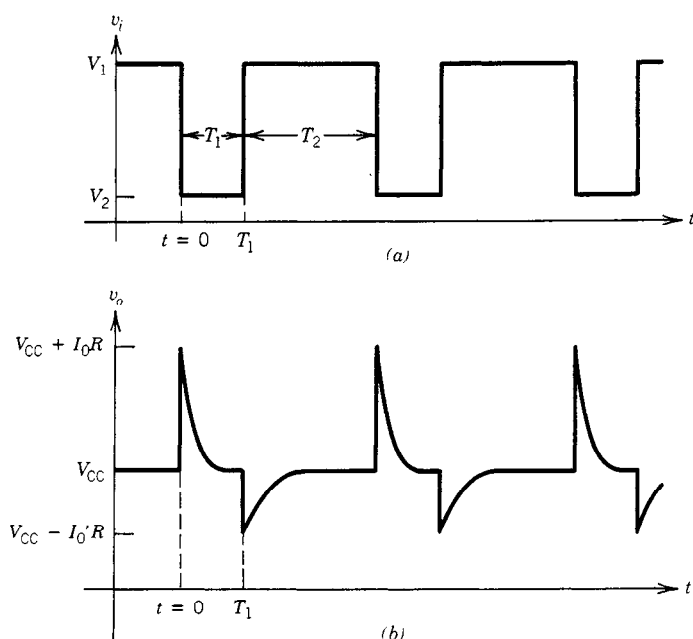 v_i
V_1
T_1
T_2
V_2
t
t = 0
T_1
(a)
v_o
V_CC + I_0R
V_CC
V_CC − I_0'R
t
t = 0
T_1
(b)